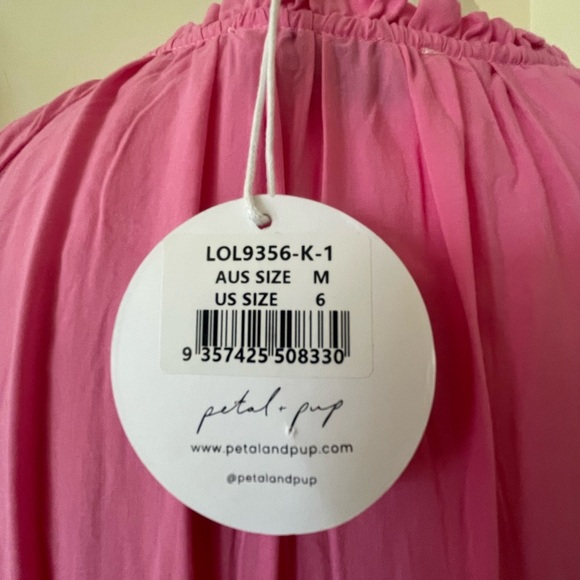 LOL9356-K-1
AUS SIZE M
US SIZE 6
9 357425 508330
petal + pup
www.petalandpup.com
@petalandpup